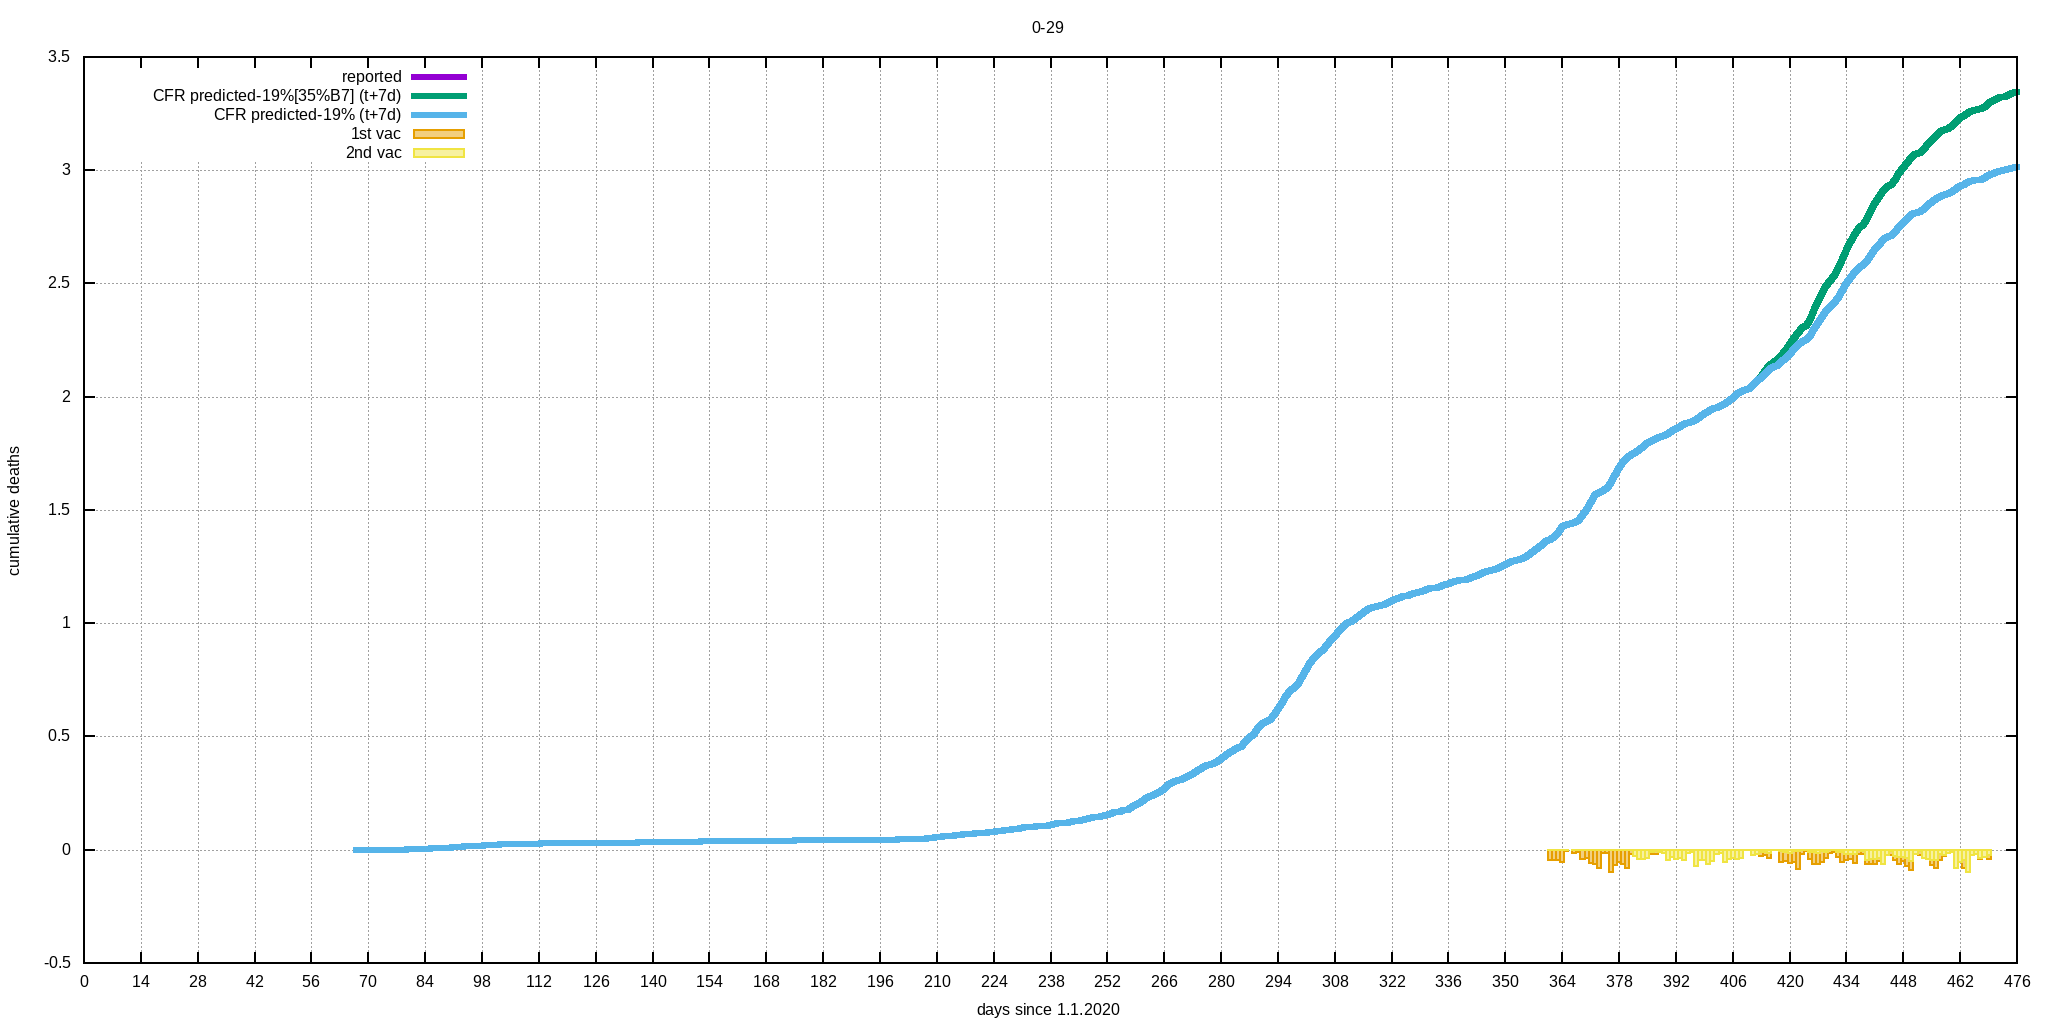 0-29
3.5
3
2.5
2
1.5
1
0.5
0
-0.5
reported
CFR predicted-19%[35%B7] (t+7d)
CFR predicted-19% (t+7d)
1st vac
2nd vac
cumulative deaths
0 14 28 42 56 70 84 98 112 126 140 154 168 182 196 210 224 238 252 266 280 294 308 322 336 350 364 378 392 406 420 434 448 462 476
days since 1.1.2020